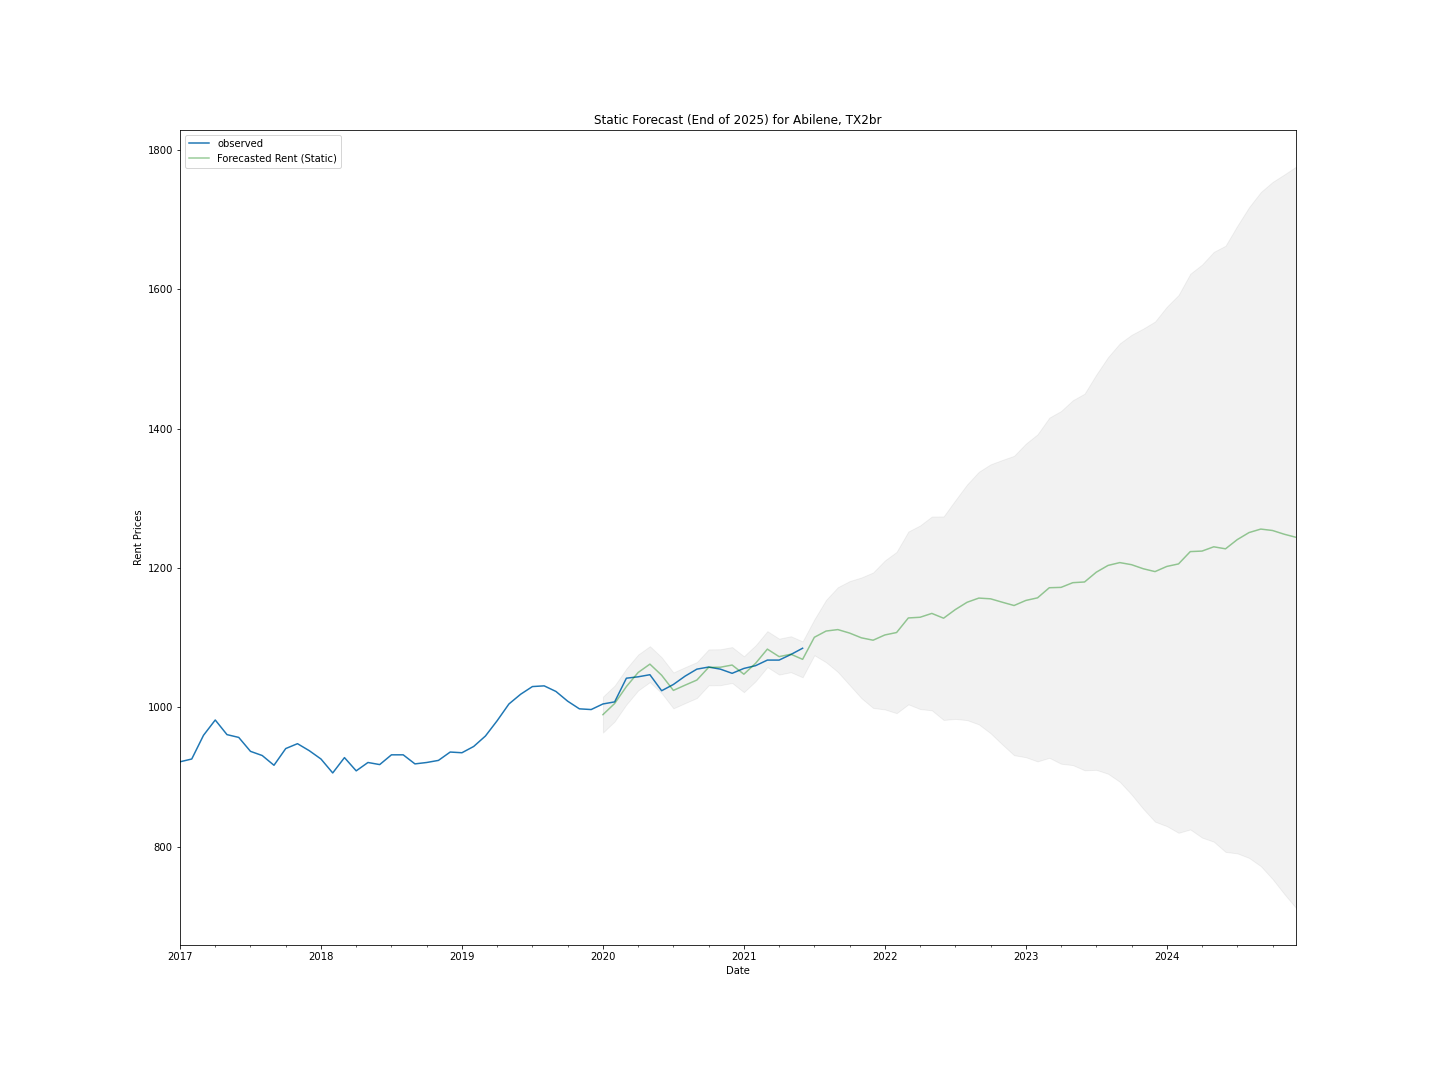 Static Forecast (End of 2025) for Abilene, TX2br
observed
Forecasted Rent (Static)
1800
1600
1400
1200
1000
800
Rent Prices
2017 2018 2019 2020 2021 2022 2023 2024
Date